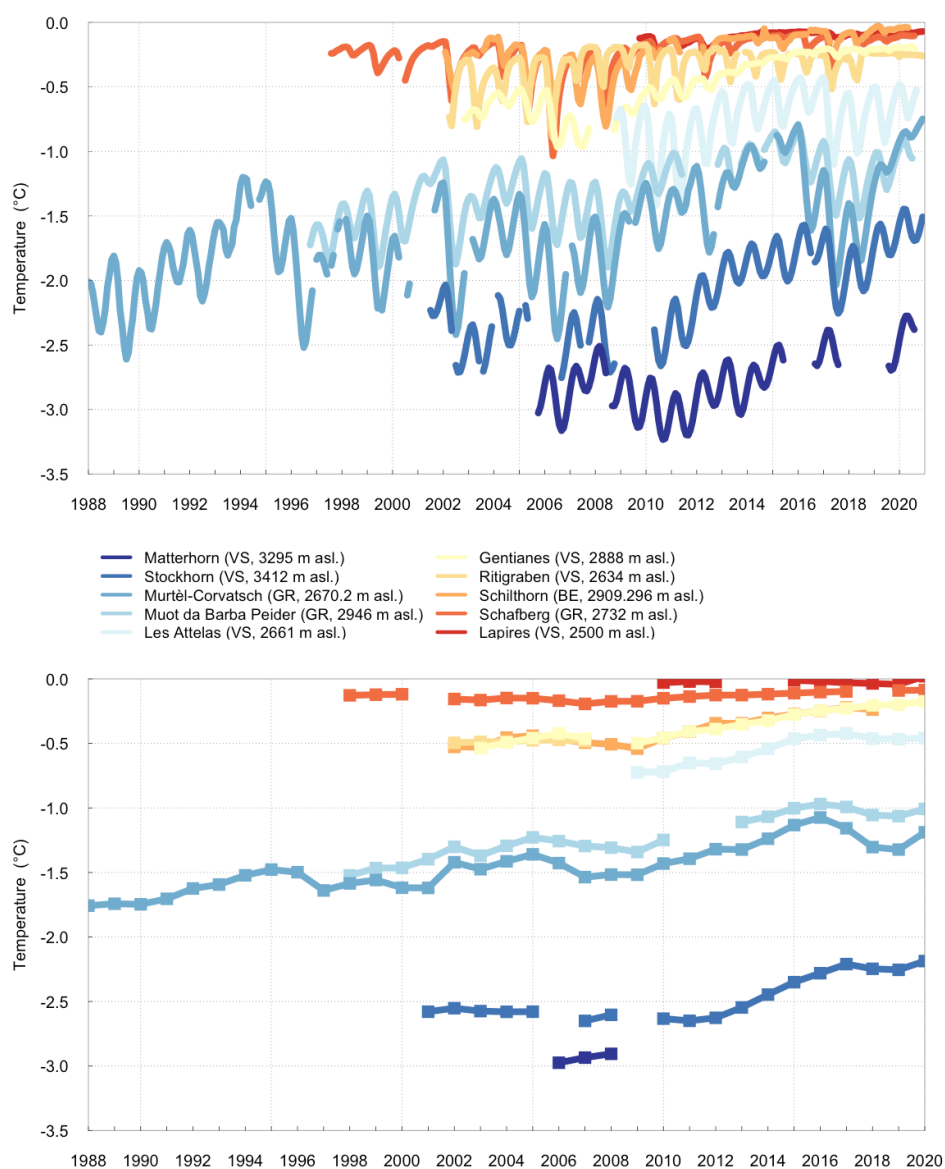 0.0
-0.5
-1.0
-1.5
-2.0
-2.5
-3.0
-3.5
Temperature (°C)
1988 1990 1992 1994 1996 1998 2000 2002 2004 2006 2008 2010 2012 2014 2016 2018 2020
Matterhorn (VS, 3295 m asl.)
Stockhorn (VS, 3412 m asl.)
Murtèl-Corvatsch (GR, 2670.2 m asl.)
Muot da Barba Peider (GR, 2946 m asl.)
Les Attelas (VS, 2661 m asl.)
Gentianes (VS, 2888 m asl.)
Ritigraben (VS, 2634 m asl.)
Schilthorn (BE, 2909.296 m asl.)
Schafberg (GR, 2732 m asl.)
Lapires (VS, 2500 m asl.)
0.0
-0.5
-1.0
-1.5
-2.0
-2.5
-3.0
-3.5
Temperature (°C)
1988 1990 1992 1994 1996 1998 2000 2002 2004 2006 2008 2010 2012 2014 2016 2018 2020